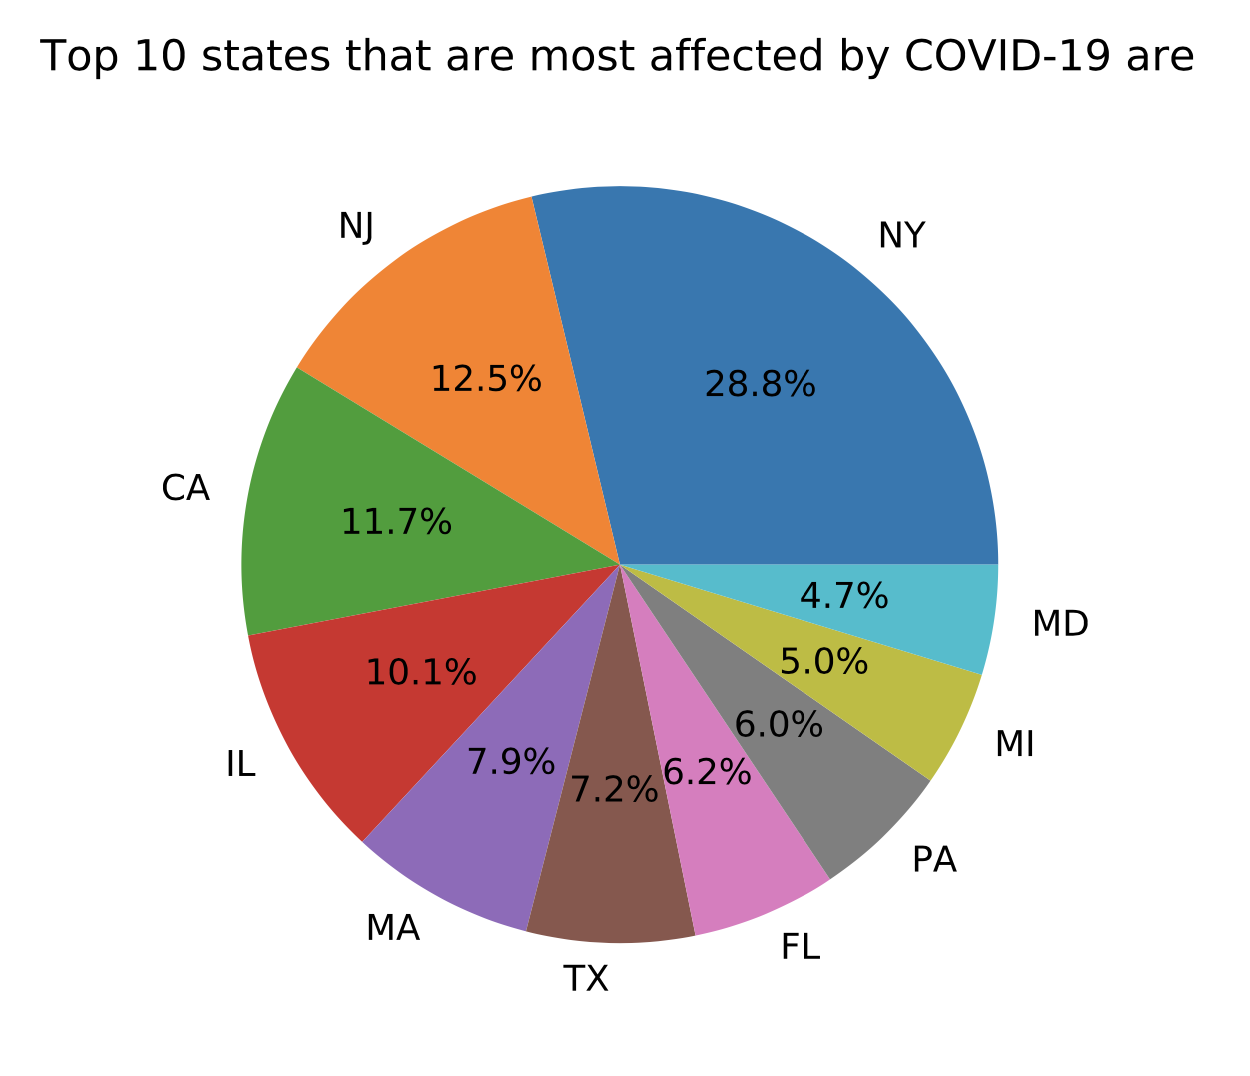 Top 10 states that are most affected by COVID-19 are
NJ
NY
12.5%
28.8%
CA
11.7%
4.7%
MD
10.1%
5.0%
6.0%
MI
IL
7.9%
7.2%
6.2%
PA
MA
FL
TX